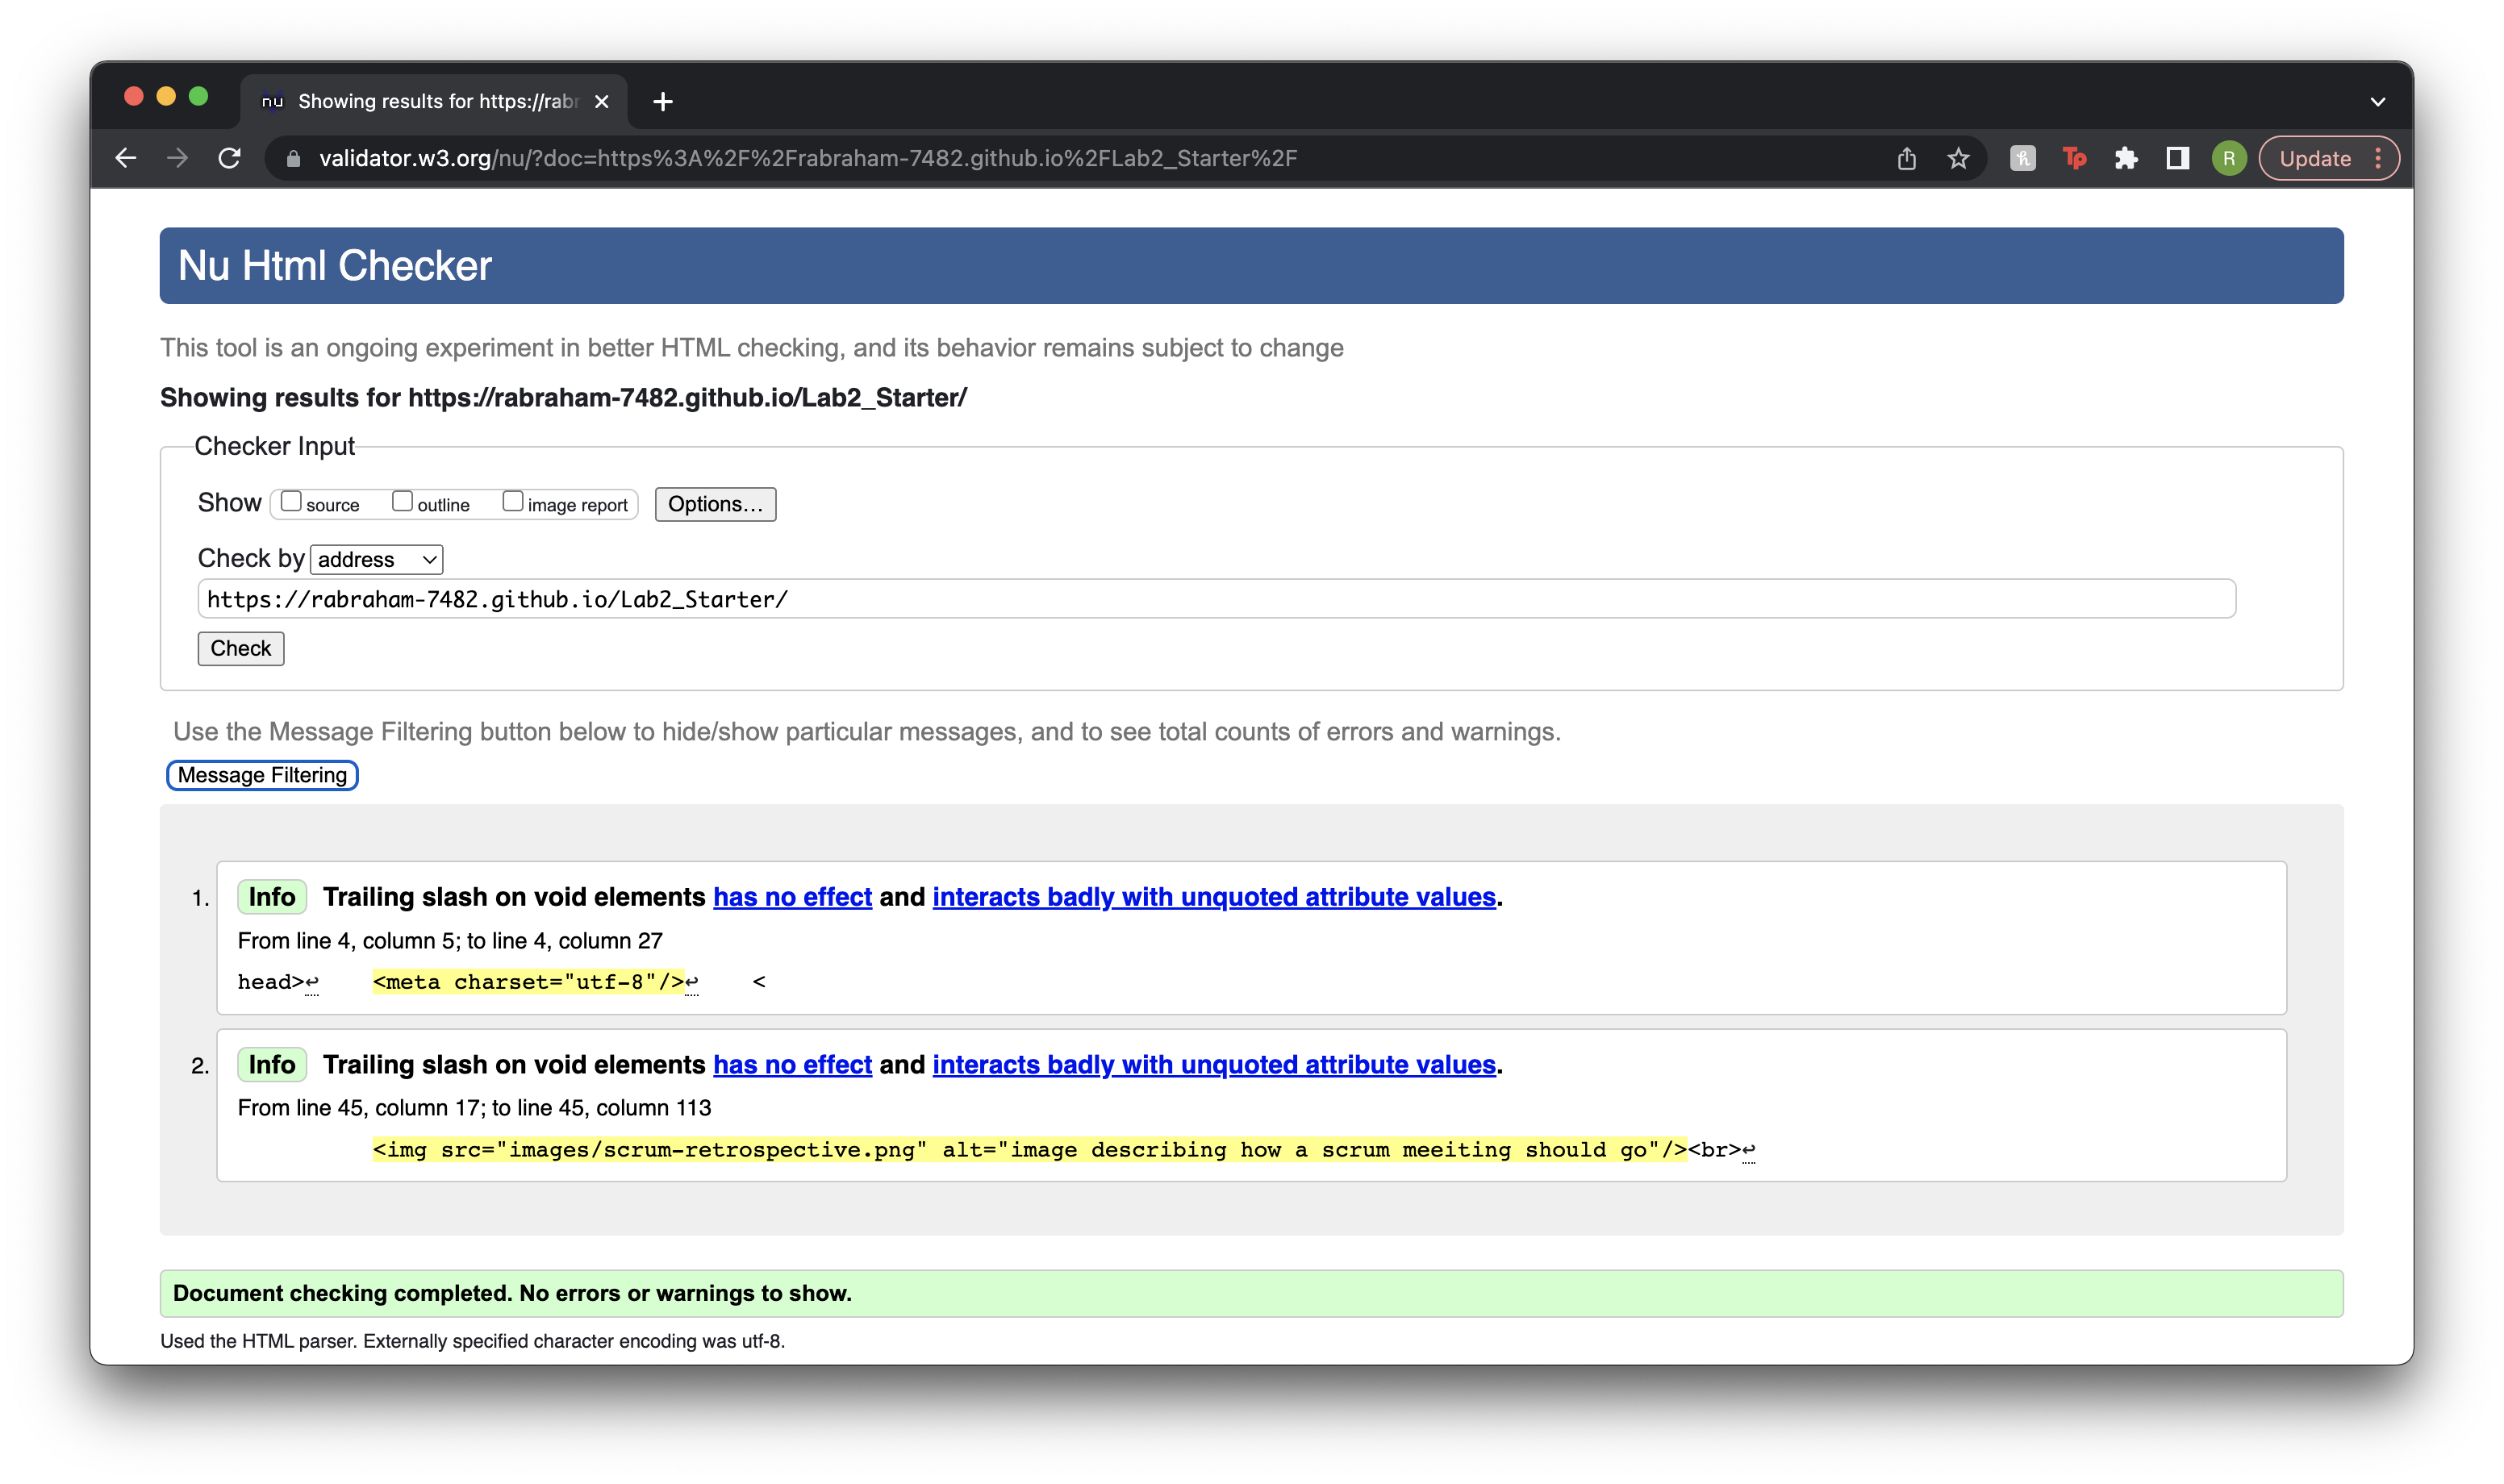 nu Showing results for https://rabr
validator.w3.org/nu/?doc=https%3A%2F%2Frabraham-7482.github.io%2FLab2_Starter%2F
h Tp R Update
Nu Html Checker
This tool is an ongoing experiment in better HTML checking, and its behavior remains subject to change
Showing results for https://rabraham-7482.github.io/Lab2_Starter/
Checker Input
Show source outline image report Options…
Check by address
https://rabraham-7482.github.io/Lab2_Starter/
Check
Use the Message Filtering button below to hide/show particular messages, and to see total counts of errors and warnings.
Message Filtering
1. Info Trailing slash on void elements has no effect and interacts badly with unquoted attribute values.
From line 4, column 5; to line 4, column 27
head>↩ <meta charset="utf-8"/>↩ <
2. Info Trailing slash on void elements has no effect and interacts badly with unquoted attribute values.
From line 45, column 17; to line 45, column 113
<img src="images/scrum-retrospective.png" alt="image describing how a scrum meeiting should go"/><br>↩
Document checking completed. No errors or warnings to show.
Used the HTML parser. Externally specified character encoding was utf-8.